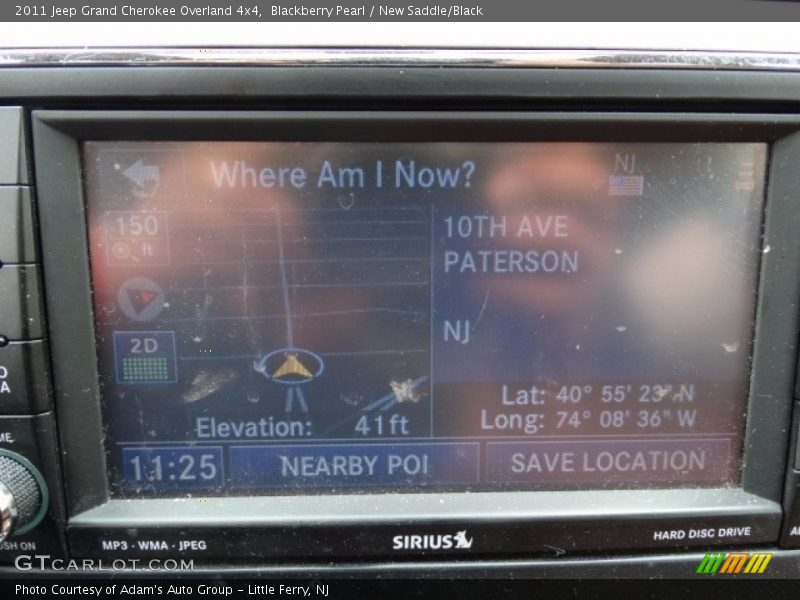 2011 Jeep Grand Cherokee Overland 4x4,  Blackberry Pearl / New Saddle/Black
Where Am I Now?
NJ
150
ft
10TH AVE
PATERSON
NJ
2D
Lat: 40° 55' 23" N
Long: 74° 08' 36" W
Elevation: 41ft
11:25
NEARBY POI
SAVE LOCATION
MP3 · WMA · JPEG
SIRIUS
HARD DISC DRIVE
GTCarLot.com
Photo Courtesy of Adam's Auto Group – Little Ferry, NJ